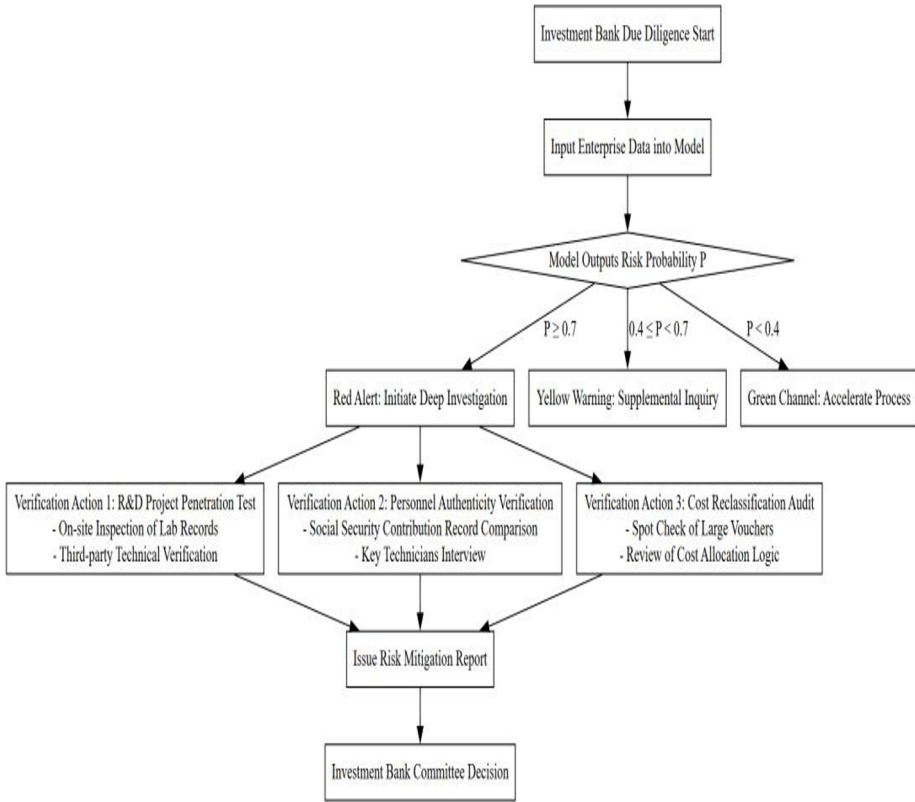 Investment Bank Due Diligence Start
Input Enterprise Data into Model
Model Outputs Risk Probability P
P ≥ 0.7
0.4 ≤ P < 0.7
P < 0.4
Red Alert: Initiate Deep Investigation
Yellow Warning: Supplemental Inquiry
Green Channel: Accelerate Process
Verification Action 1: R&D Project Penetration Test
- On-site Inspection of Lab Records
- Third-party Technical Verification
Verification Action 2: Personnel Authenticity Verification
- Social Security Contribution Record Comparison
- Key Technicians Interview
Verification Action 3: Cost Reclassification Audit
- Spot Check of Large Vouchers
- Review of Cost Allocation Logic
Issue Risk Mitigation Report
Investment Bank Committee Decision